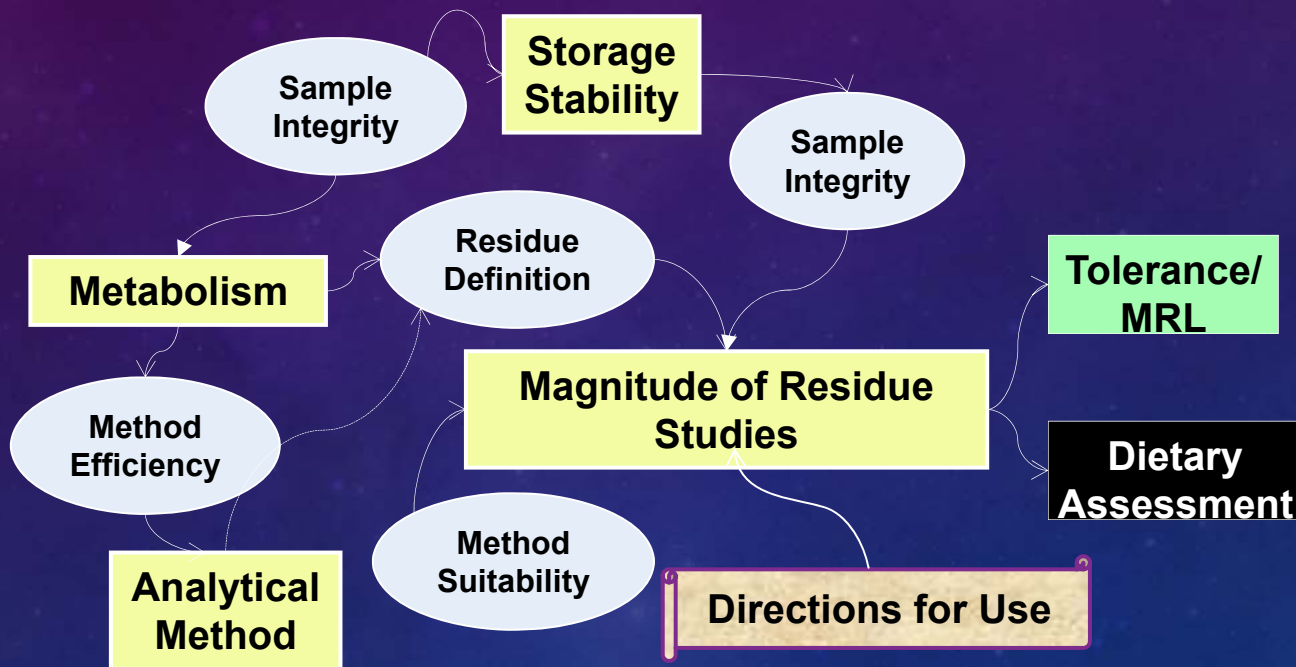 Storage
Stability
Sample
Integrity
Sample
Integrity
Residue
Definition
Metabolism
Tolerance/
MRL
Magnitude of Residue
Studies
Method
Efficiency
Dietary
Assessment
Method
Suitability
Analytical
Method
Directions for Use